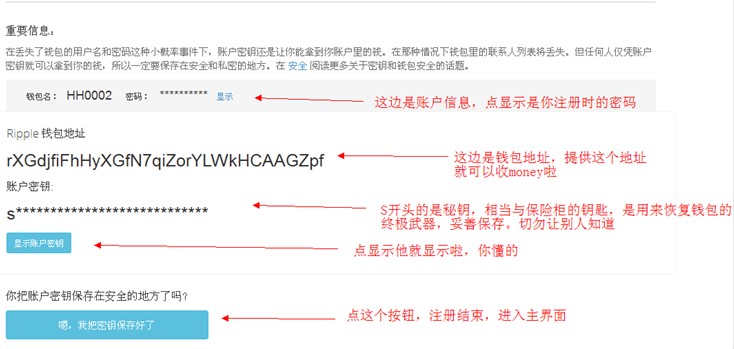 重要信息：
在丢失了钱包的用户名和密码这种小概率事件下，账户密钥还是让你能拿到你账户里的钱。在那种情况下钱包里的联系人列表将丢失。但任何人仅凭账户
密钥就可以拿到你的钱，所以一定要保存在安全和私密的地方。在 安全 阅读更多关于密钥和钱包安全的话题。
钱包名： HH0002 密码： ********** 显示
这边是账户信息，点显示是你注册时的密码
Ripple 钱包地址
rXGdjfiFhHyXGfN7qiZorYLWkHCAAGZpf
这边是钱包地址，提供这个地址
就可以收money啦
账户密钥:
s****************************
S开头的是秘钥，相当与保险柜的钥匙，是用来恢复钱包的
终极武器，妥善保存。切勿让别人知道
显示账户密钥
点显示他就显示啦，你懂的
你把账户密钥保存在安全的地方了吗?
嗯，我把密钥保存好了
点这个按钮，注册结束，进入主界面